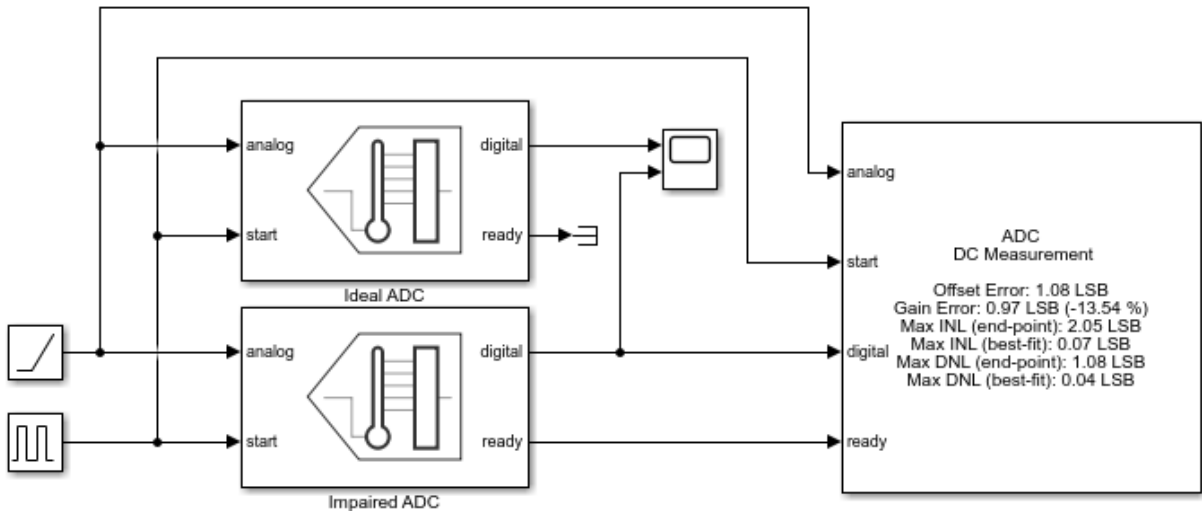 analog
digital
start
ready
Ideal ADC
analog
digital
start
ready
Impaired ADC
analog
start
digital
ready
ADC
DC Measurement
Offset Error: 1.08 LSB
Gain Error: 0.97 LSB (-13.54 %)
Max INL (end-point): 2.05 LSB
Max INL (best-fit): 0.07 LSB
Max DNL (end-point): 1.08 LSB
Max DNL (best-fit): 0.04 LSB